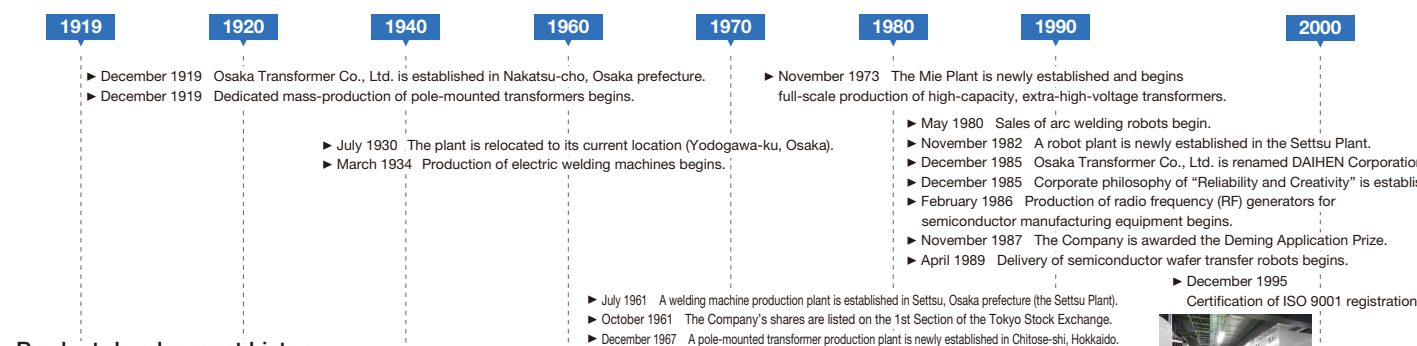 1919 1920 1940 1960 1970 1980 1990 2000
► December 1919 Osaka Transformer Co., Ltd. is established in Nakatsu-cho, Osaka prefecture.
► December 1919 Dedicated mass-production of pole-mounted transformers begins.
► November 1973 The Mie Plant is newly established and begins
full-scale production of high-capacity, extra-high-voltage transformers.
► July 1930 The plant is relocated to its current location (Yodogawa-ku, Osaka).
► March 1934 Production of electric welding machines begins.
► May 1980 Sales of arc welding robots begin.
► November 1982 A robot plant is newly established in the Settsu Plant.
► December 1985 Osaka Transformer Co., Ltd. is renamed DAIHEN Corporation
► December 1985 Corporate philosophy of “Reliability and Creativity” is establis
► February 1986 Production of radio frequency (RF) generators for
semiconductor manufacturing equipment begins.
► November 1987 The Company is awarded the Deming Application Prize.
► April 1989 Delivery of semiconductor wafer transfer robots begins.
► December 1995
Certification of ISO 9001 registration
► July 1961 A welding machine production plant is established in Settsu, Osaka prefecture (the Settsu Plant).
► October 1961 The Company’s shares are listed on the 1st Section of the Tokyo Stock Exchange.
► December 1967 A pole-mounted transformer production plant is newly established in Chitose-shi, Hokkaido.